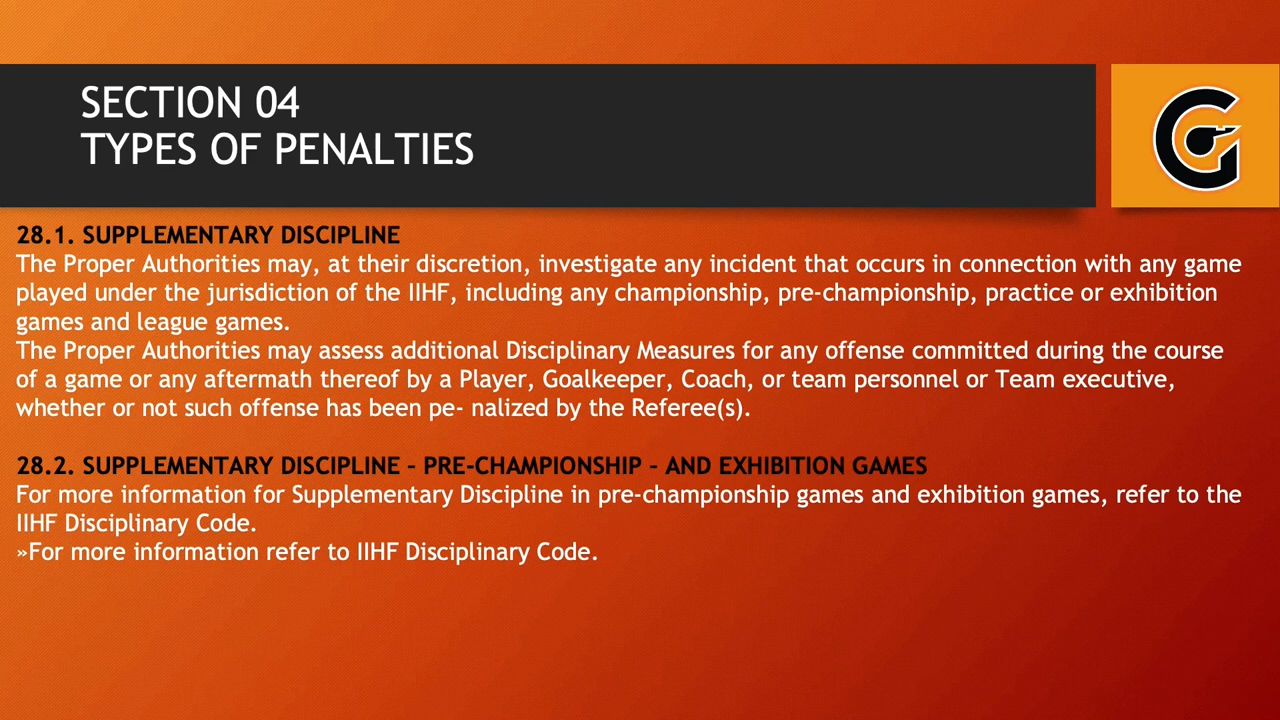 SECTION 04
TYPES OF PENALTIES
28.1. SUPPLEMENTARY DISCIPLINE
The Proper Authorities may, at their discretion, investigate any incident that occurs in connection with any game
played under the jurisdiction of the IIHF, including any championship, pre-championship, practice or exhibition
games and league games.
The Proper Authorities may assess additional Disciplinary Measures for any offense committed during the course
of a game or any aftermath thereof by a Player, Goalkeeper, Coach, or team personnel or Team executive,
whether or not such offense has been pe- nalized by the Referee(s).
28.2. SUPPLEMENTARY DISCIPLINE – PRE-CHAMPIONSHIP – AND EXHIBITION GAMES
For more information for Supplementary Discipline in pre-championship games and exhibition games, refer to the
IIHF Disciplinary Code.
»For more information refer to IIHF Disciplinary Code.